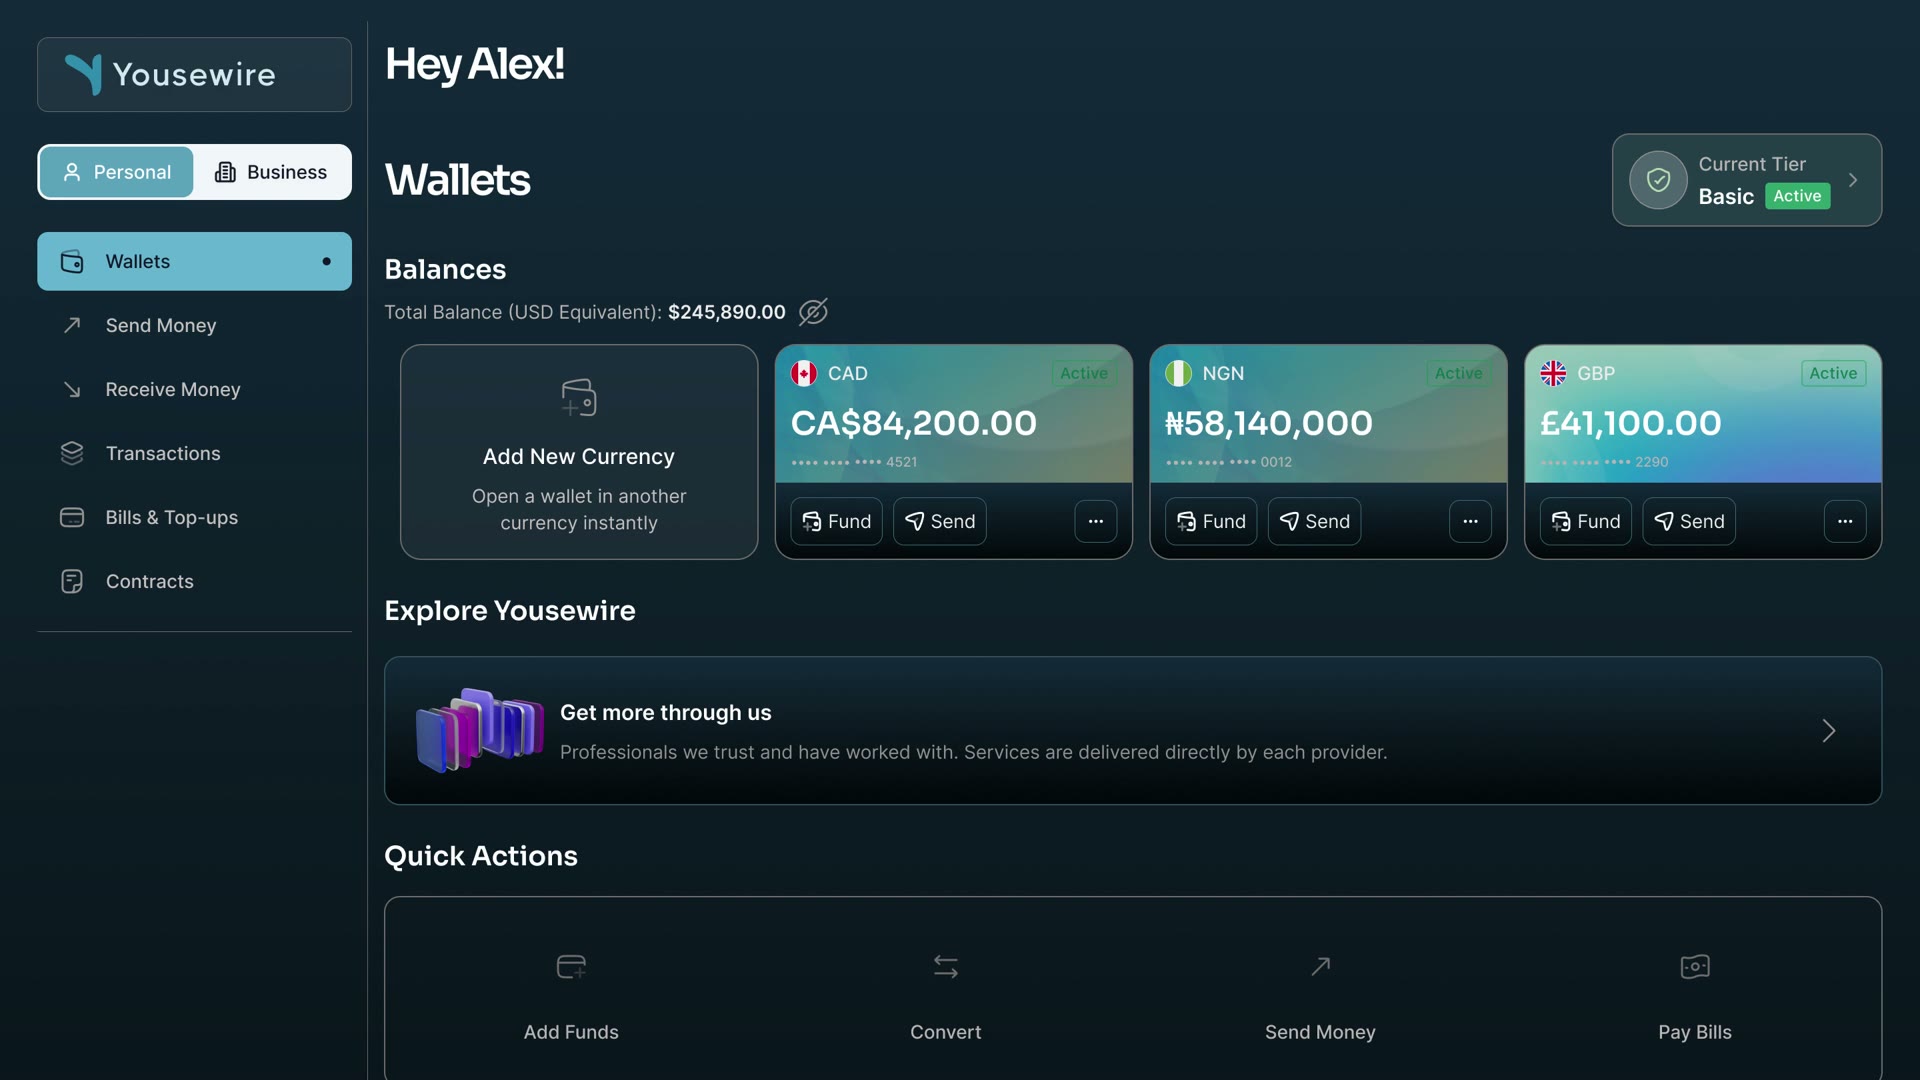 Yousewire
Personal
Business
Wallets
Send Money
Receive Money
Transactions
Bills & Top-ups
Contracts
Hey Alex!
Wallets
Current Tier
Basic Active
Balances
Total Balance (USD Equivalent): $245,890.00
Add New Currency
Open a wallet in another
currency instantly
CAD Active
CA$84,200.00
•••• •••• •••• 4521
Fund Send
NGN Active
₦58,140,000
•••• •••• •••• 0012
Fund Send
GBP Active
£41,100.00
•••• •••• •••• 2290
Fund Send
Explore Yousewire
Get more through us
Professionals we trust and have worked with. Services are delivered directly by each provider.
Quick Actions
Add Funds
Convert
Send Money
Pay Bills